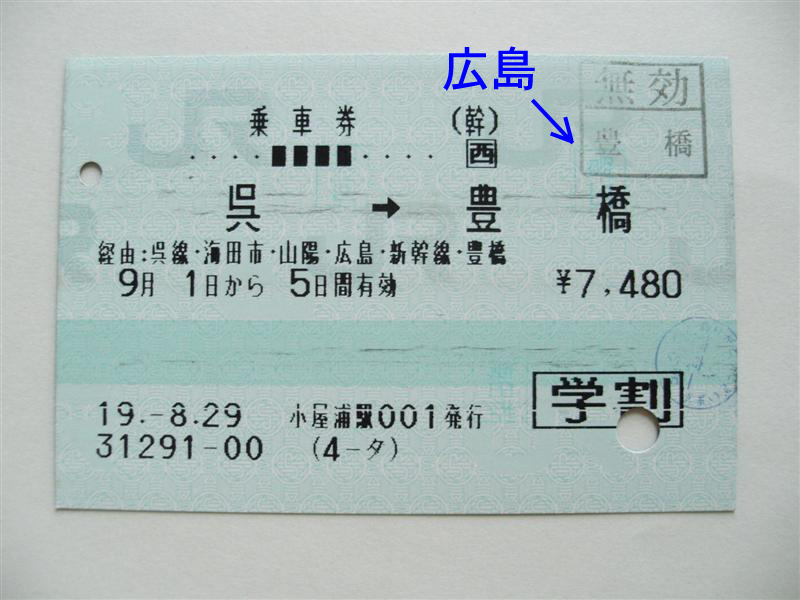 広島
無効
豊橋
乗車券
(幹)
····■■■■····
西
呉 → 豊橋
経由:呉線・海田市・山陽・広島・新幹線・豊橋
9月 1日から 5日間有効
¥7,480
学割
19.-8.29 小屋浦駅001発行
31291-00 (4-タ)